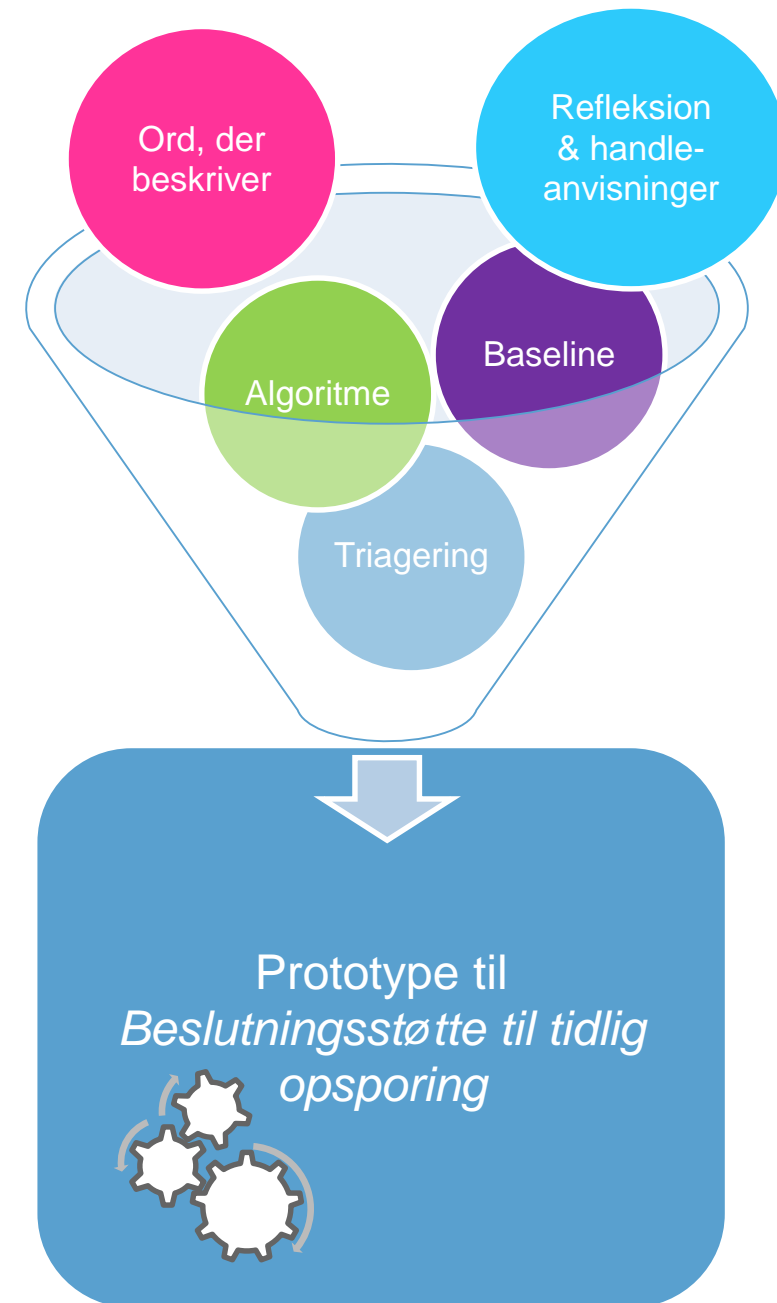 Ord, der
beskriver
Refleksion
& handle-
anvisninger
Algoritme
Baseline
Triagering
Prototype til
Beslutningsstøtte til tidlig
opsporing